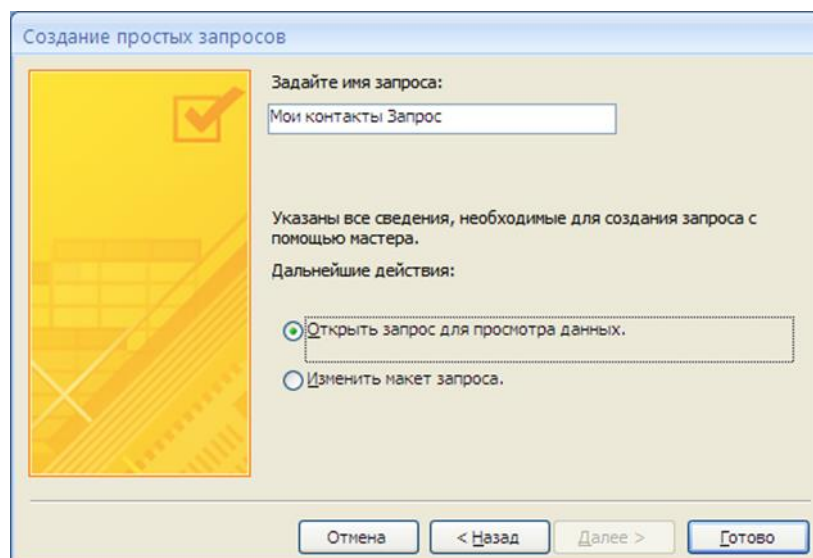 Создание простых запросов
Задайте имя запроса:
Мои контакты Запрос
Указаны все сведения, необходимые для создания запроса с
помощью мастера.
Дальнейшие действия:
Открыть запрос для просмотра данных.
Изменить макет запроса.
Отмена
< Назад
Далее >
Готово